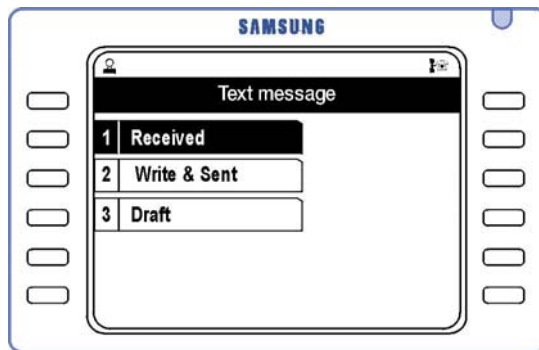 SAMSUNG
Text message
1 Received
2 Write & Sent
3 Draft